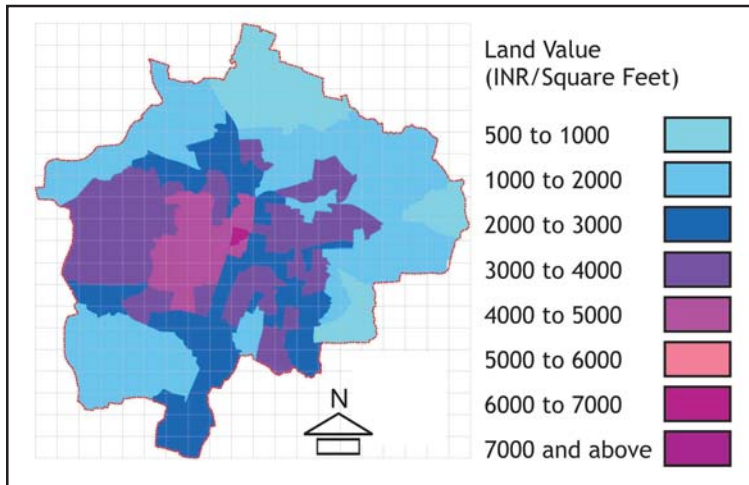 Land Value
(INR/Square Feet)
500 to 1000
1000 to 2000
2000 to 3000
3000 to 4000
4000 to 5000
5000 to 6000
6000 to 7000
7000 and above
N